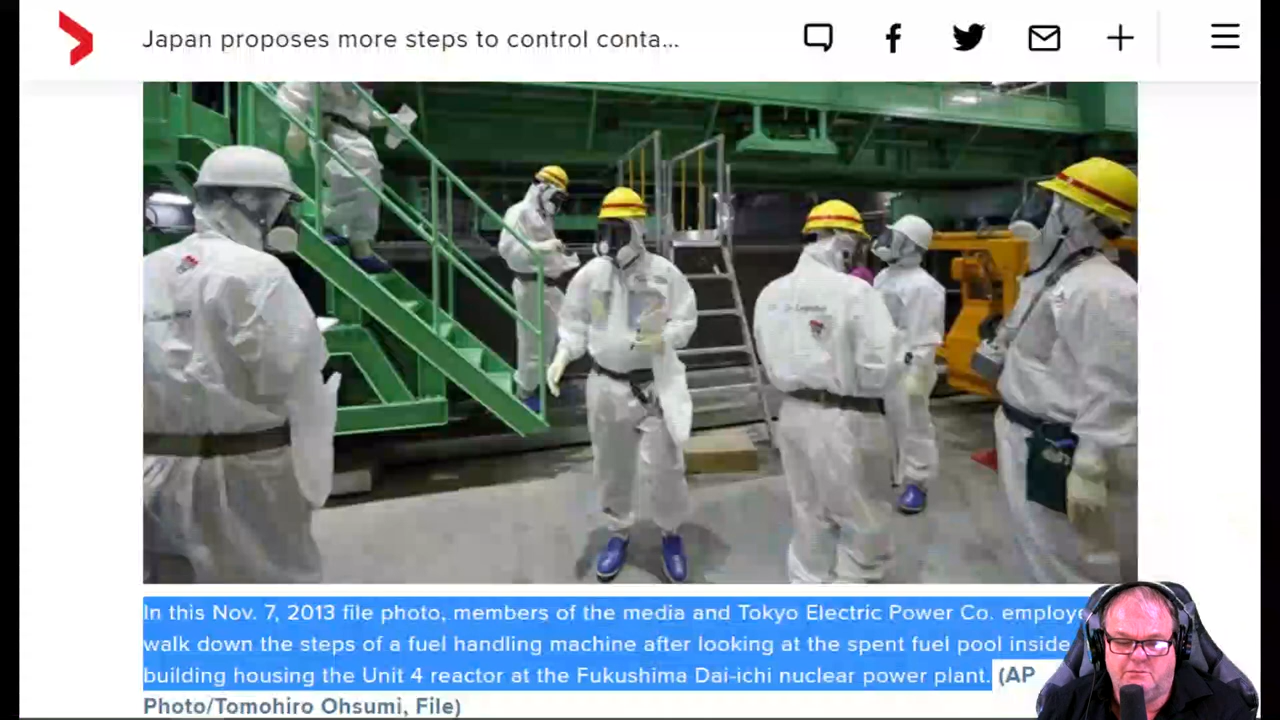 Japan proposes more steps to control conta...
In this Nov. 7, 2013 file photo, members of the media and Tokyo Electric Power Co.
walk down the steps of a fuel handling machine after looking at the spent fuel pool inside
building housing the Unit 4 reactor at the Fukushima Dai-ichi nuclear power plant. (AP
Photo/Tomohiro Ohsumi, File)